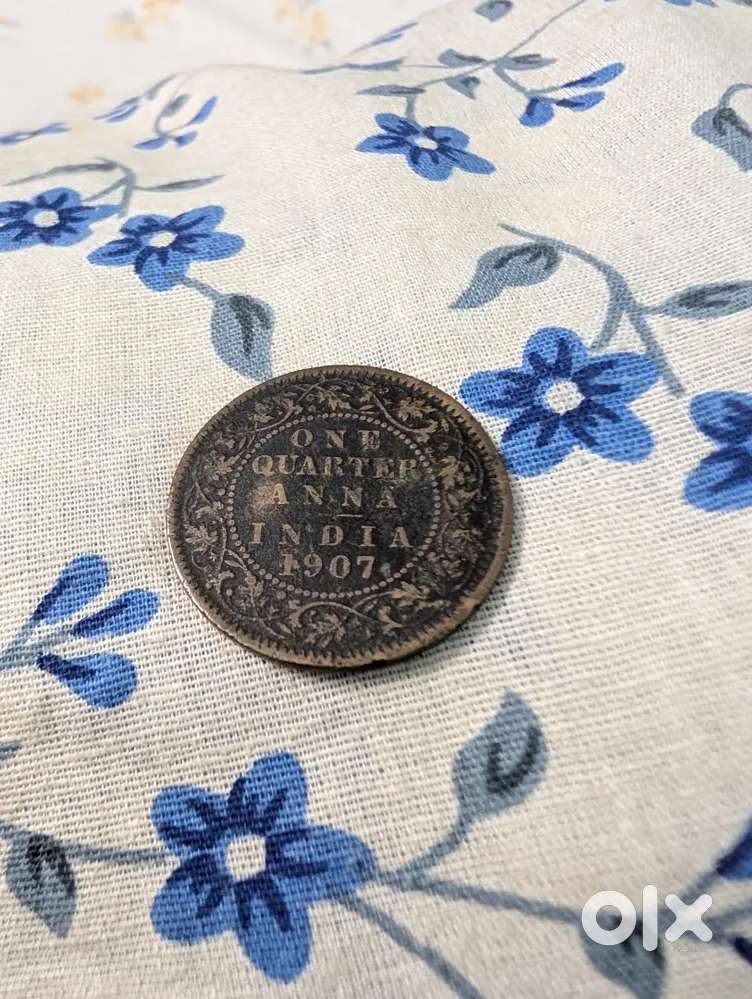 ONE
QUARTER
ANNA
INDIA
1907
olx